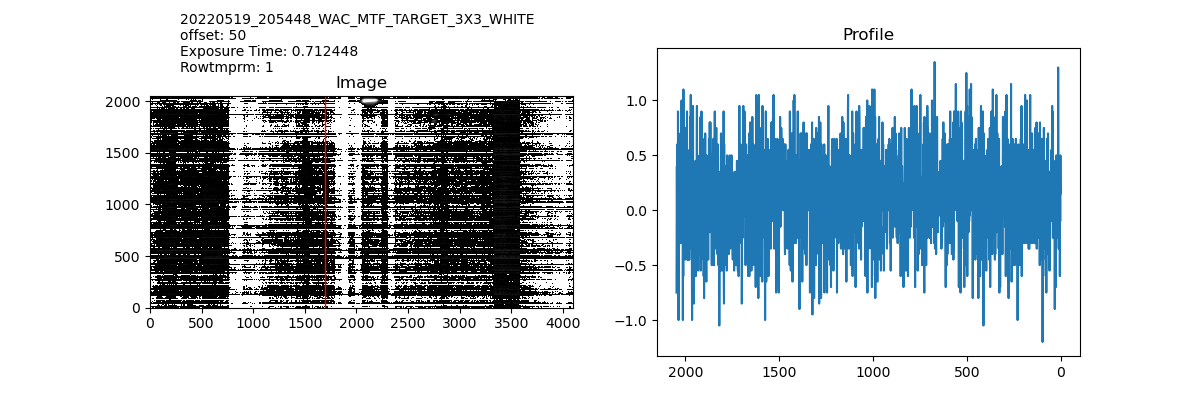 20220519_205448_WAC_MTF_TARGET_3X3_WHITE
offset: 50
Exposure Time: 0.712448
Rowtmprm: 1
Image
2000
1500
1000
500
0
0 500 1000 1500 2000 2500 3000 3500 4000
Profile
1.0
0.5
0.0
−0.5
−1.0
2000 1500 1000 500 0